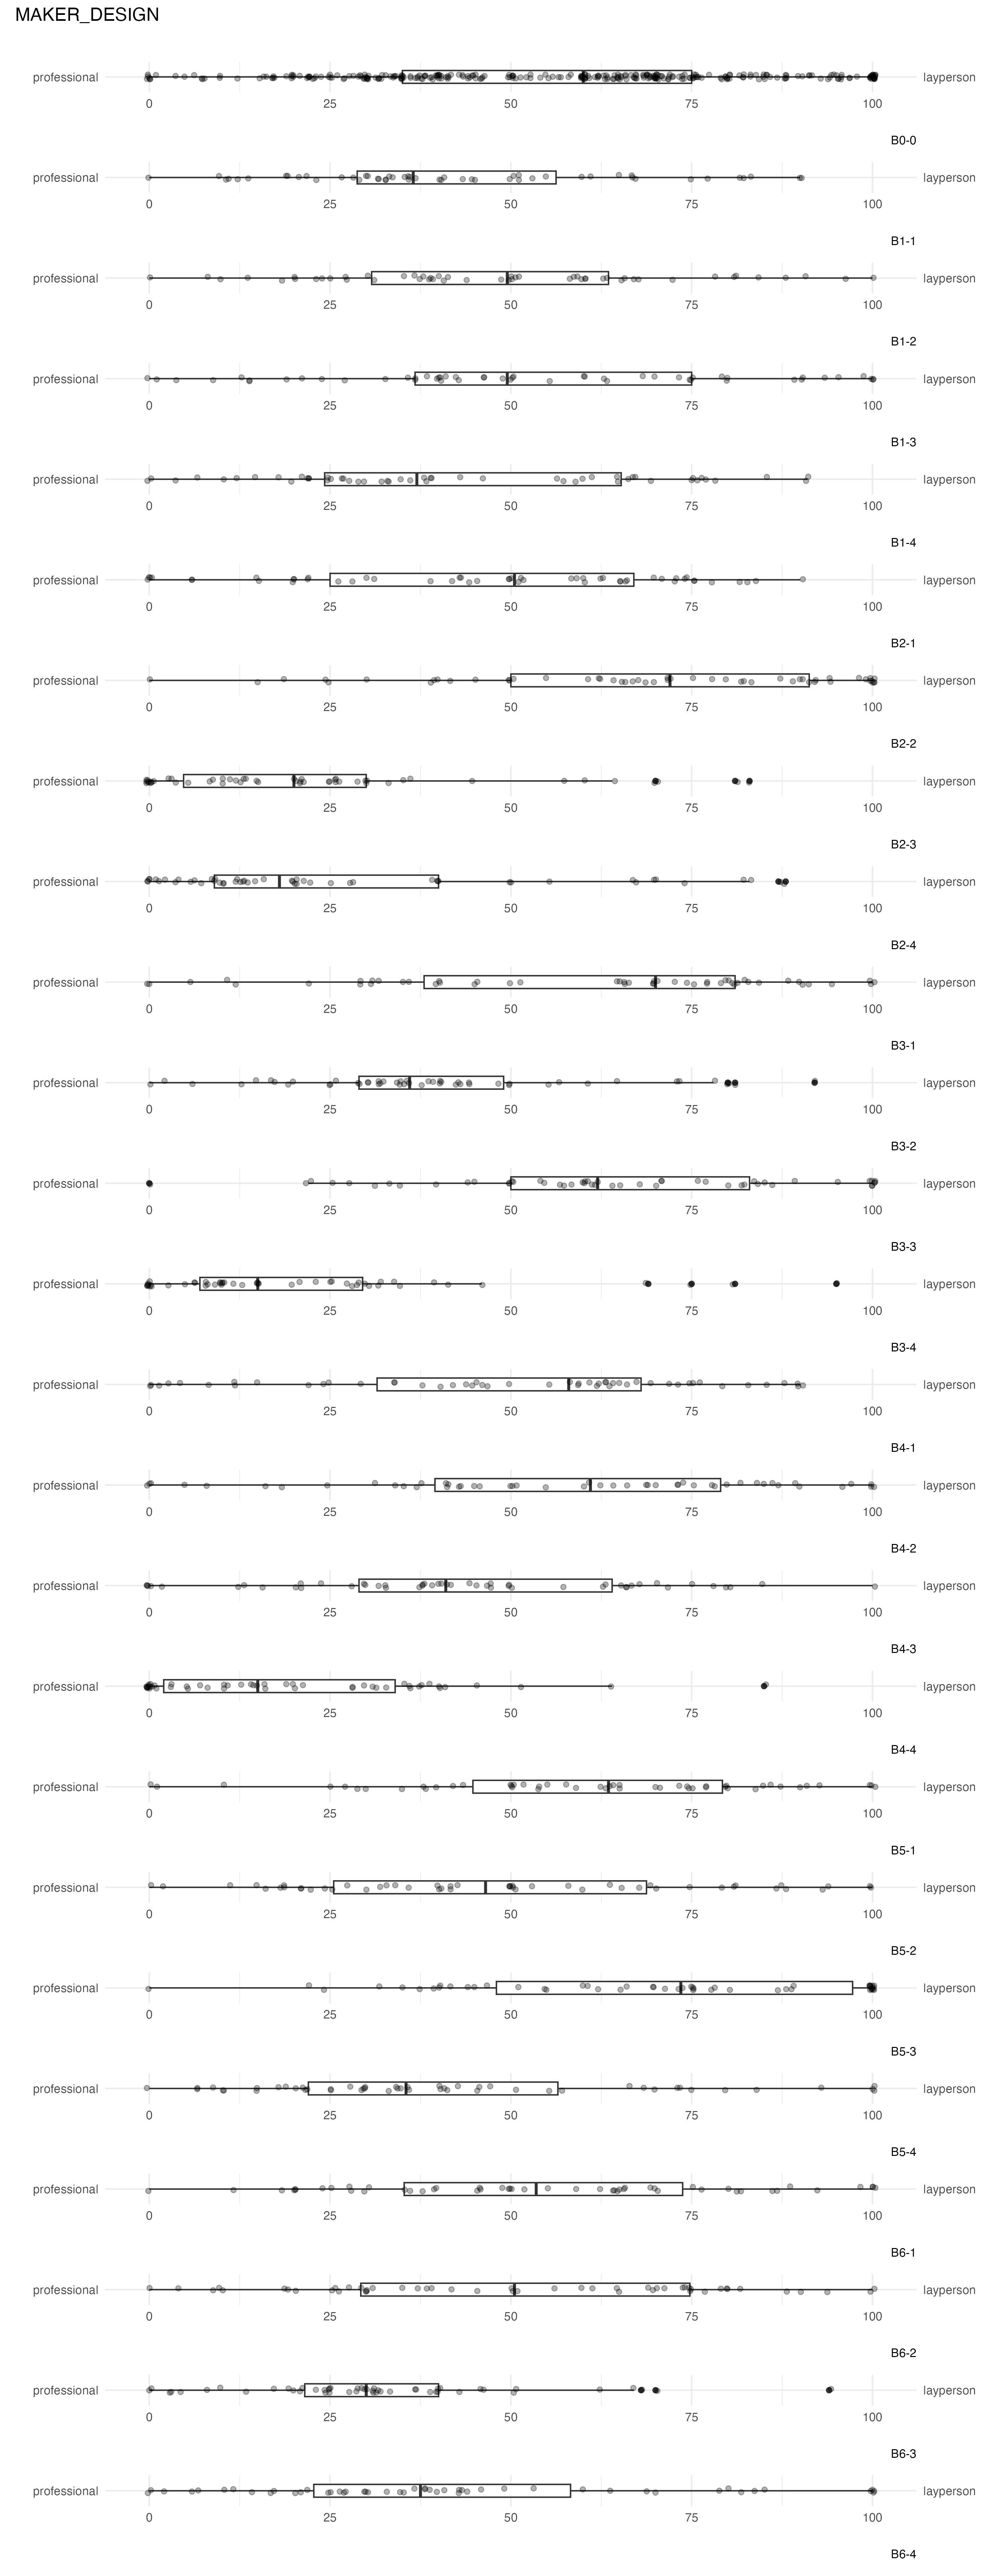 MAKER_DESIGN
professional layperson
0 25 50 75 100
B0-0
professional layperson
0 25 50 75 100
B1-1
professional layperson
0 25 50 75 100
B1-2
professional layperson
0 25 50 75 100
B1-3
professional layperson
0 25 50 75 100
B1-4
professional layperson
0 25 50 75 100
B2-1
professional layperson
0 25 50 75 100
B2-2
professional layperson
0 25 50 75 100
B2-3
professional layperson
0 25 50 75 100
B2-4
professional layperson
0 25 50 75 100
B3-1
professional layperson
0 25 50 75 100
B3-2
professional layperson
0 25 50 75 100
B3-3
professional layperson
0 25 50 75 100
B3-4
professional layperson
0 25 50 75 100
B4-1
professional layperson
0 25 50 75 100
B4-2
professional layperson
0 25 50 75 100
B4-3
professional layperson
0 25 50 75 100
B4-4
professional layperson
0 25 50 75 100
B5-1
professional layperson
0 25 50 75 100
B5-2
professional layperson
0 25 50 75 100
B5-3
professional layperson
0 25 50 75 100
B5-4
professional layperson
0 25 50 75 100
B6-1
professional layperson
0 25 50 75 100
B6-2
professional layperson
0 25 50 75 100
B6-3
professional layperson
0 25 50 75 100
B6-4